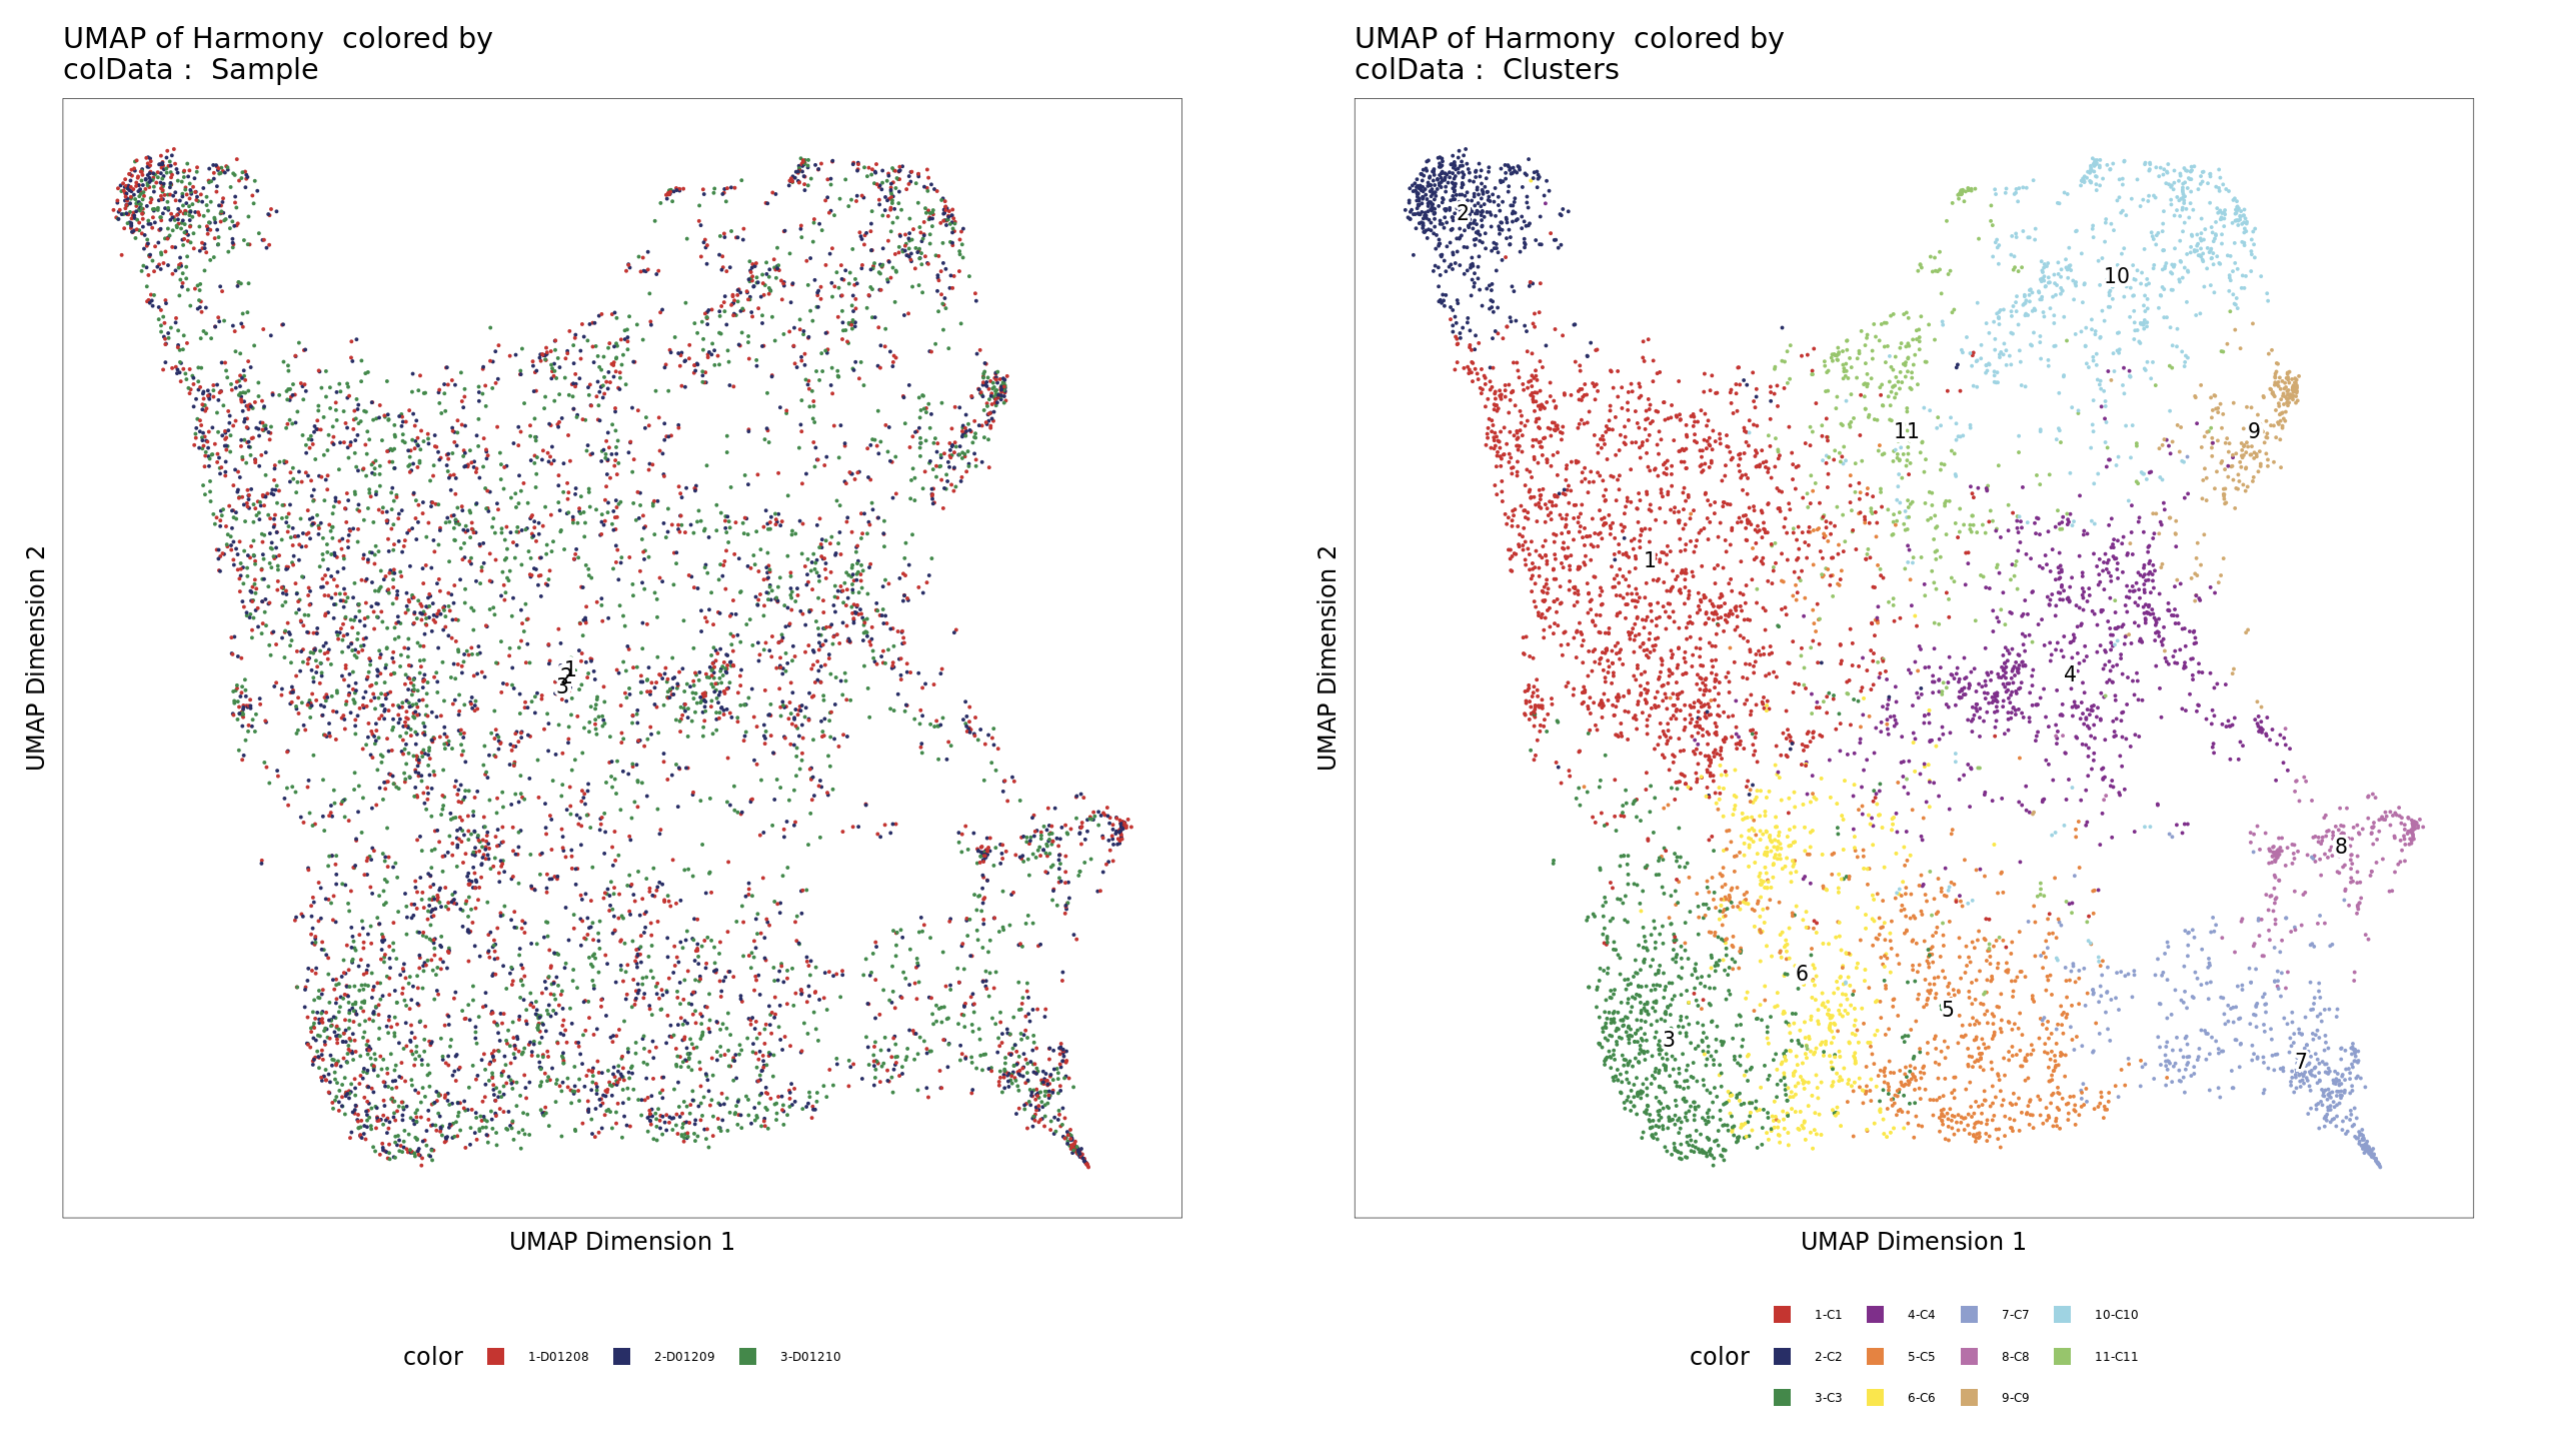 UMAP of Harmony  colored by
colData :  Sample
UMAP Dimension 2
1
2
3
UMAP Dimension 1
color 1-D01208 2-D01209 3-D01210
UMAP of Harmony  colored by
colData :  Clusters
UMAP Dimension 2
2
10
11
9
1
4
8
6
5
3
7
UMAP Dimension 1
color
1-C1 4-C4 7-C7 10-C10
2-C2 5-C5 8-C8 11-C11
3-C3 6-C6 9-C9